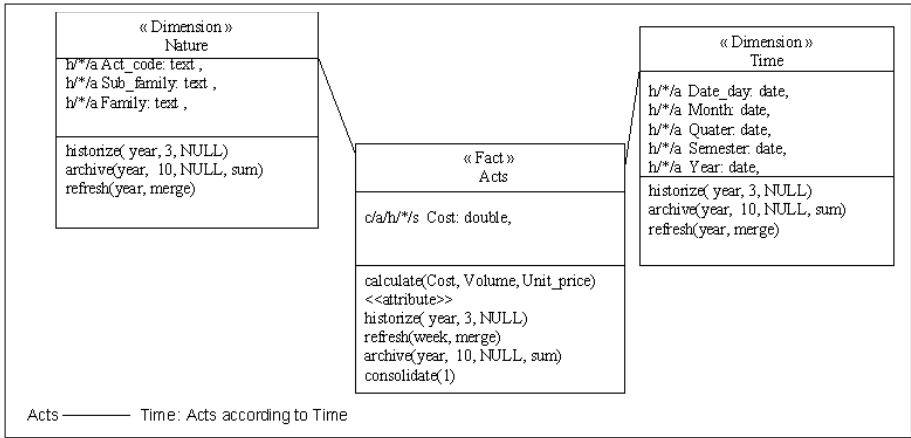 « Dimension »
Nature
h/*/a Act_code: text ,
h/*/a Sub_family: text ,
h/*/a Family: text ,
historize( year, 3, NULL)
archive(year, 10, NULL, sum)
refresh(year, merge)
« Fact »
Acts
c/a/h/*/s Cost: double,
calculate(Cost, Volume, Unit_price)
<<attribute>>
historize( year, 3, NULL)
refresh(week, merge)
archive(year, 10, NULL, sum)
consolidate(1)
« Dimension »
Time
h/*/a Date_day: date,
h/*/a Month: date,
h/*/a Quater: date,
h/*/a Semester: date,
h/*/a Year: date,
historize( year, 3, NULL)
archive(year, 10, NULL, sum)
refresh(year, merge)
Acts Time: Acts according to Time